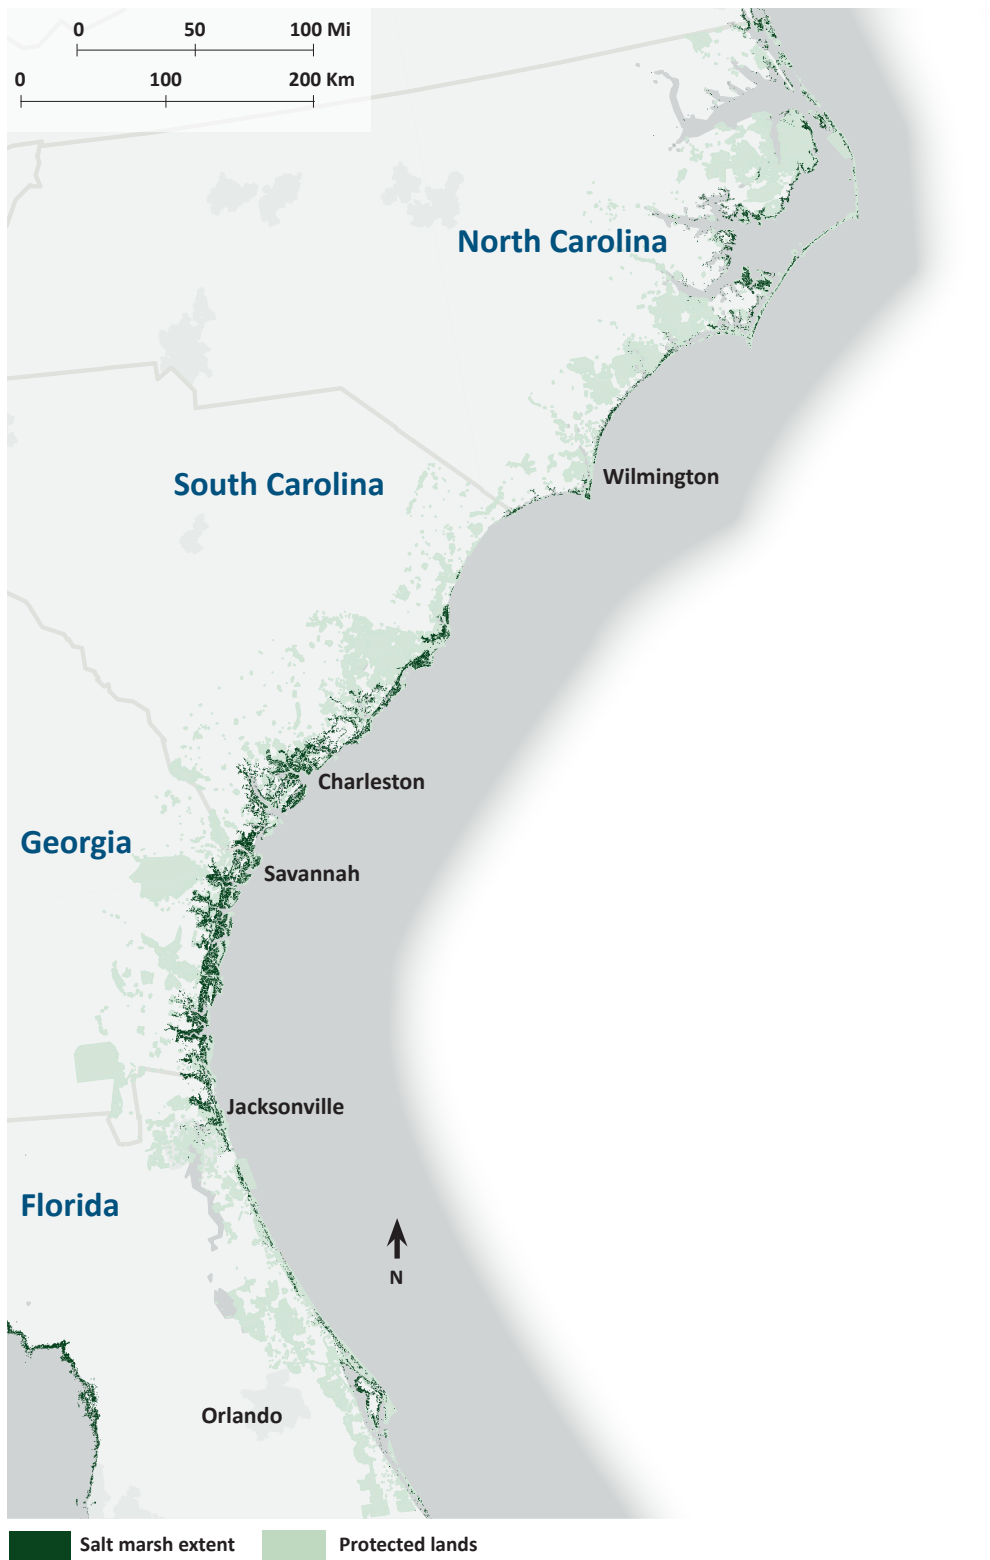 0 50 100 Mi
0 100 200 Km
North Carolina
Wilmington
South Carolina
Charleston
Georgia
Savannah
Jacksonville
Florida
N
Orlando
Salt marsh extent Protected lands